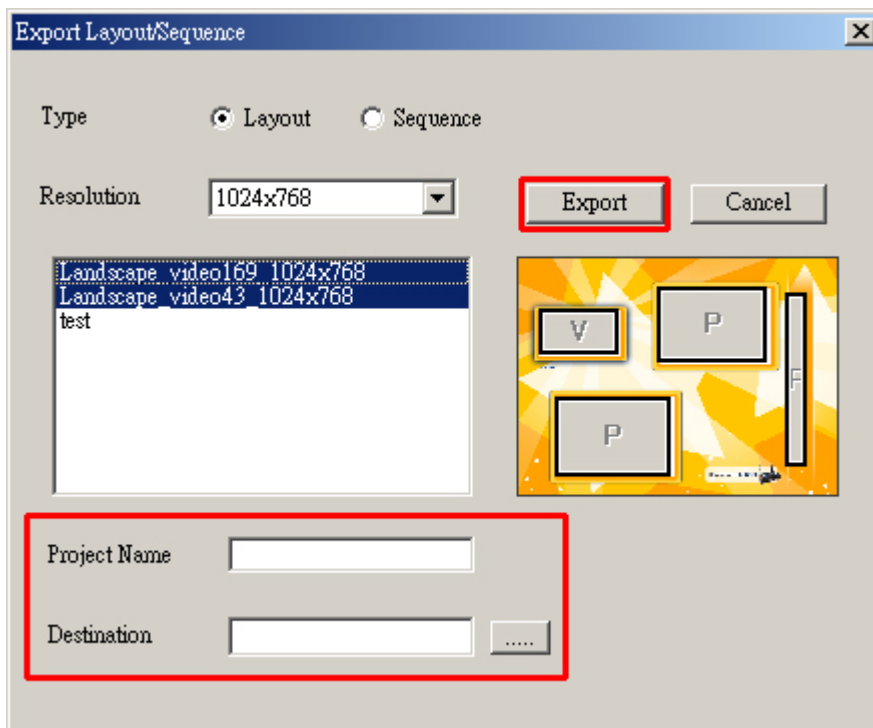 Export Layout/Sequence
Type
Layout
Sequence
Resolution
1024x768
Export
Cancel
Landscape_video169_1024x768
Landscape_video43_1024x768
test
V
P
F
P
Project Name
Destination
.....